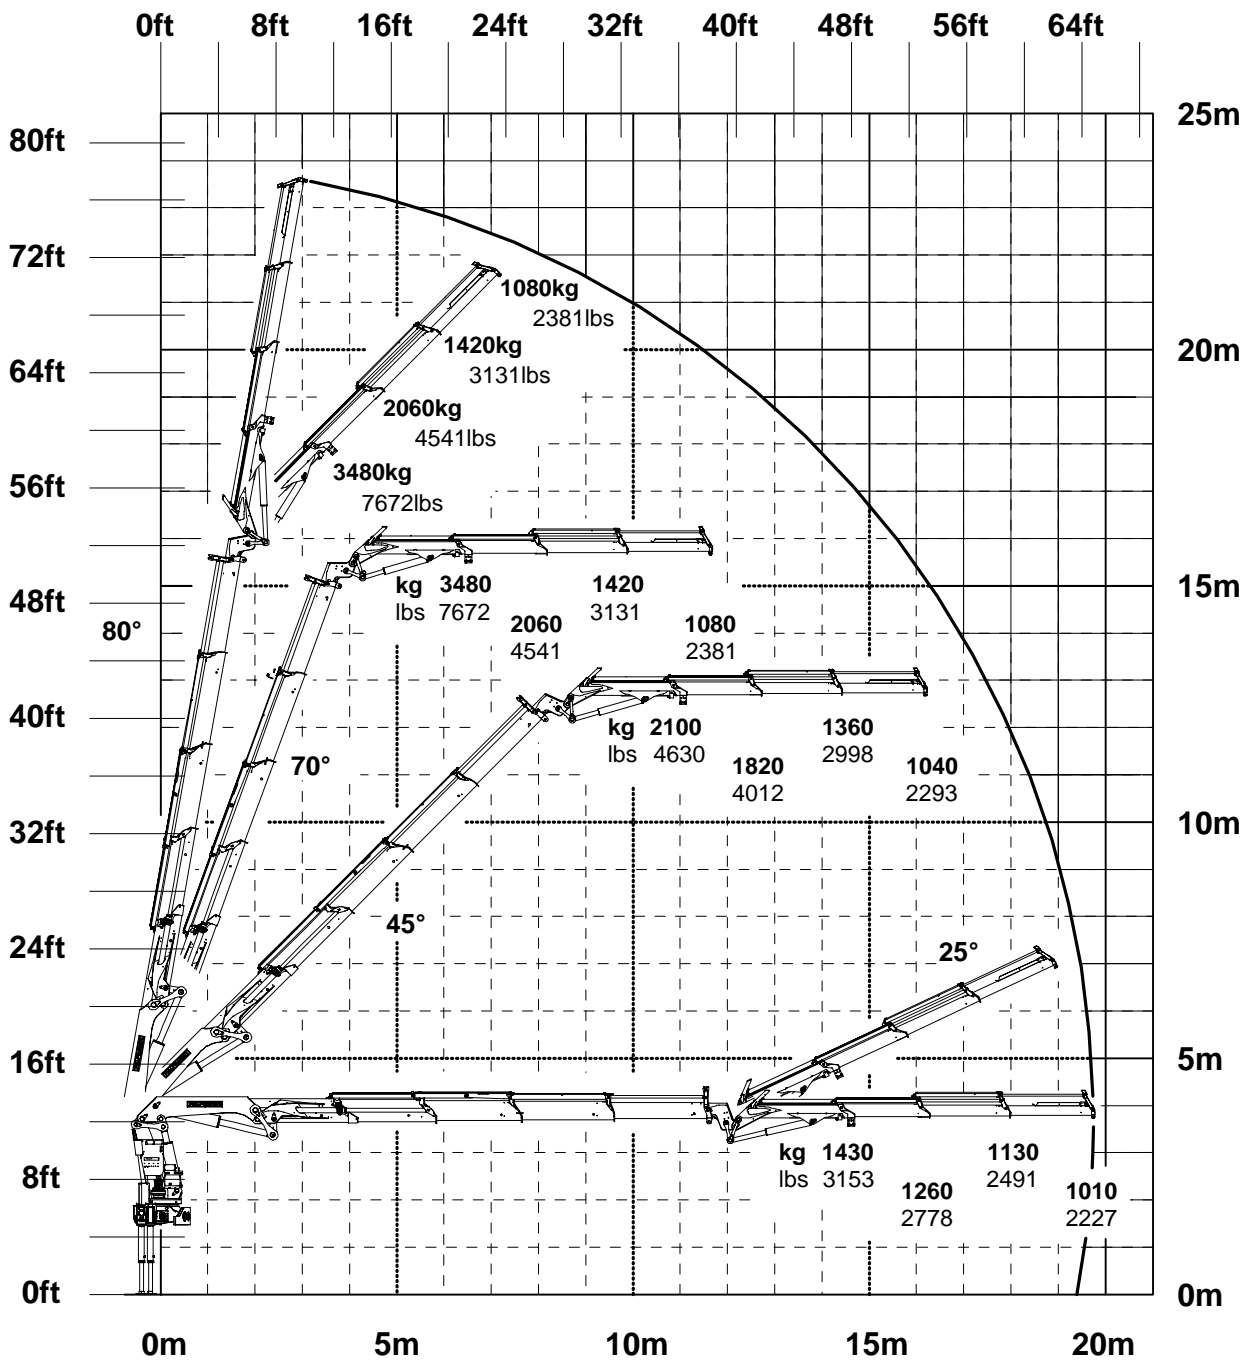 0ft 8ft 16ft 24ft 32ft 40ft 48ft 56ft 64ft
25m
80ft
72ft
1080kg
2381lbs
20m
1420kg
3131lbs
64ft
2060kg
4541lbs
3480kg
7672lbs
56ft
15m
kg 3480 1420
lbs 7672 3131
48ft
80°
2060 1080
4541 2381
40ft
kg 2100 1360
lbs 4630 2998
70°
1820 1040
4012 2293
32ft
10m
45°
24ft
25°
16ft
5m
kg 1430 1130
lbs 3153 2491
8ft
1260 1010
2778 2227
0ft
0m
0m 5m 10m 15m 20m